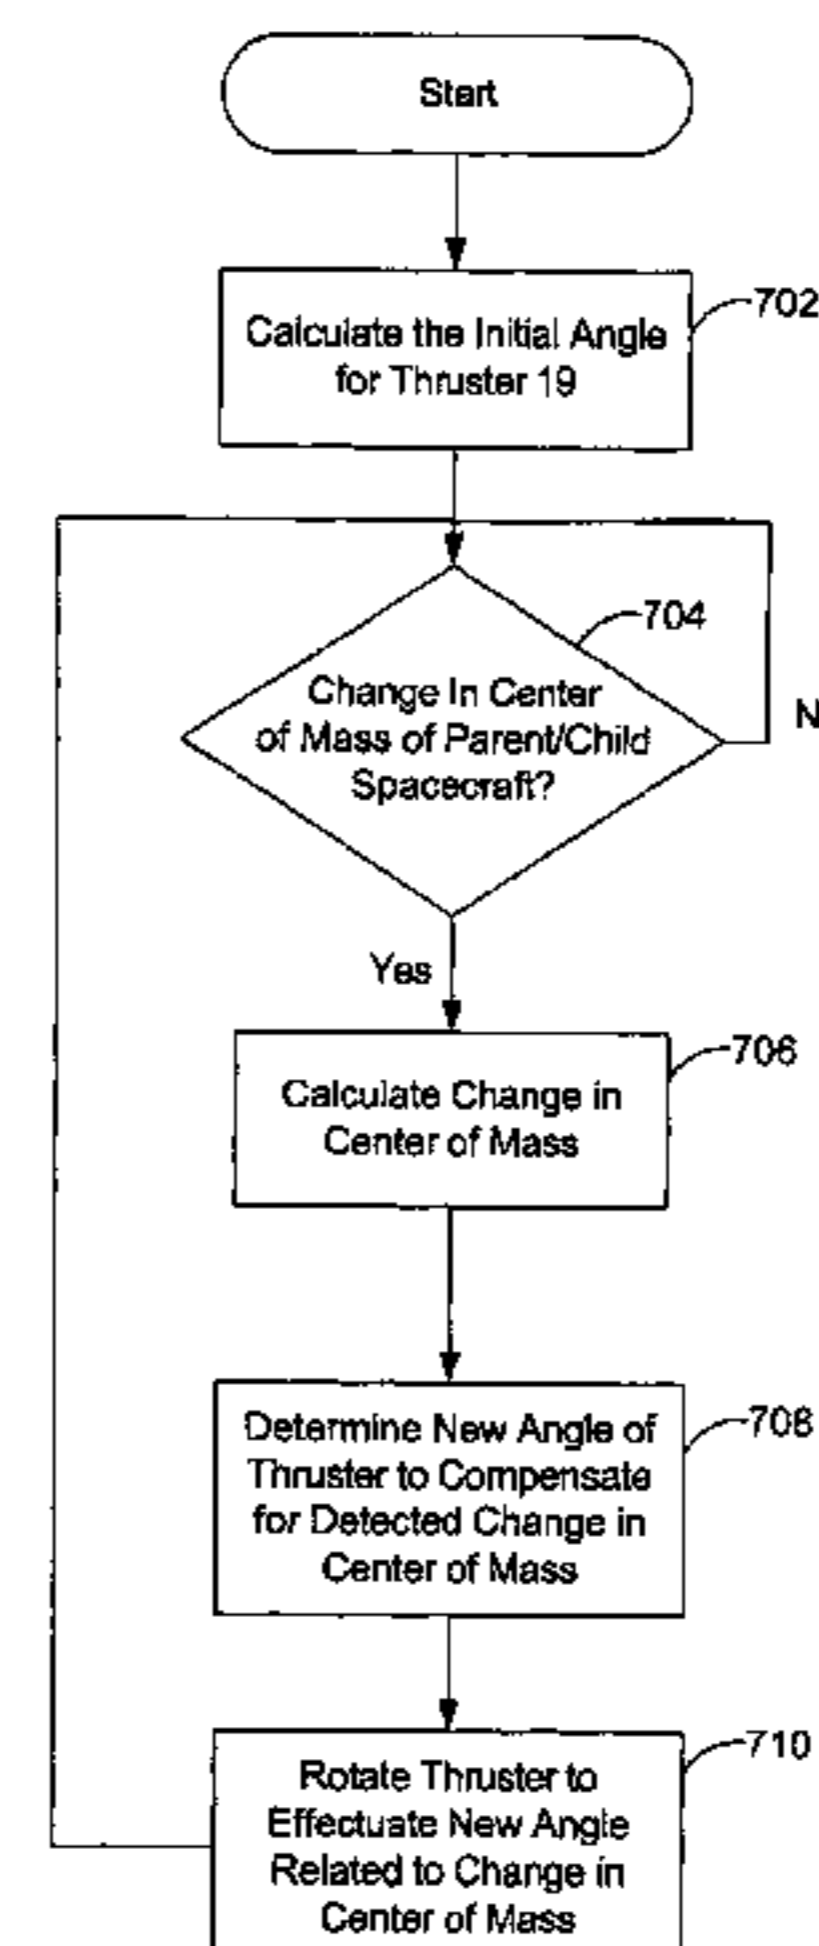 Start
Calculate the Initial Angle
for Thruster 19
702
704
Change In Center
of Mass of Parent/Child
Spacecraft?
N
Yes
706
Calculate Change in
Center of Mass
708
Determine New Angle of
Thruster to Compensate
for Detected Change in
Center of Mass
710
Rotate Thruster to
Effectuate New Angle
Related to Change in
Center of Mass